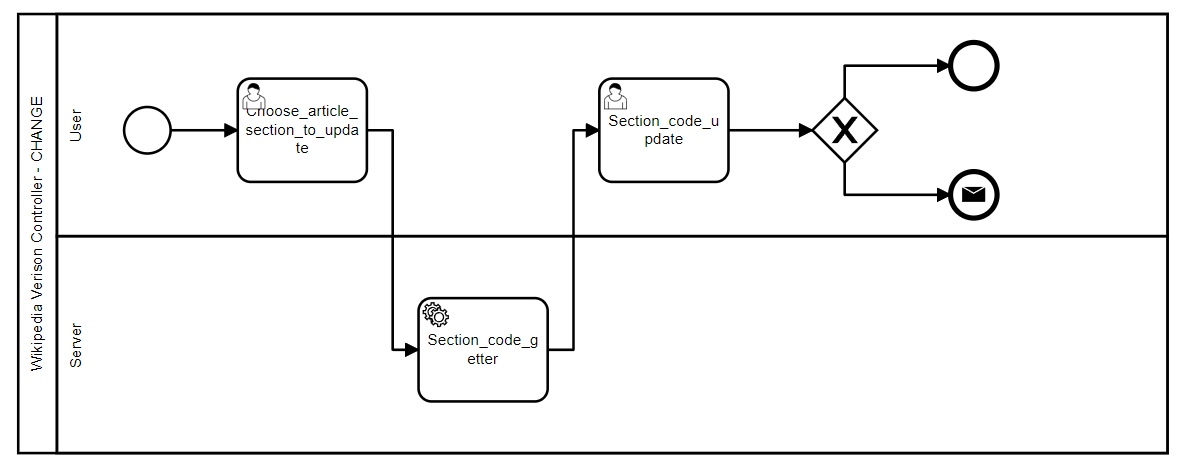 Wikipedia Verison Controller - CHANGE
User
Choose_article_
section_to_upda
te
Section_code_u
pdate
Server
Section_code_g
etter